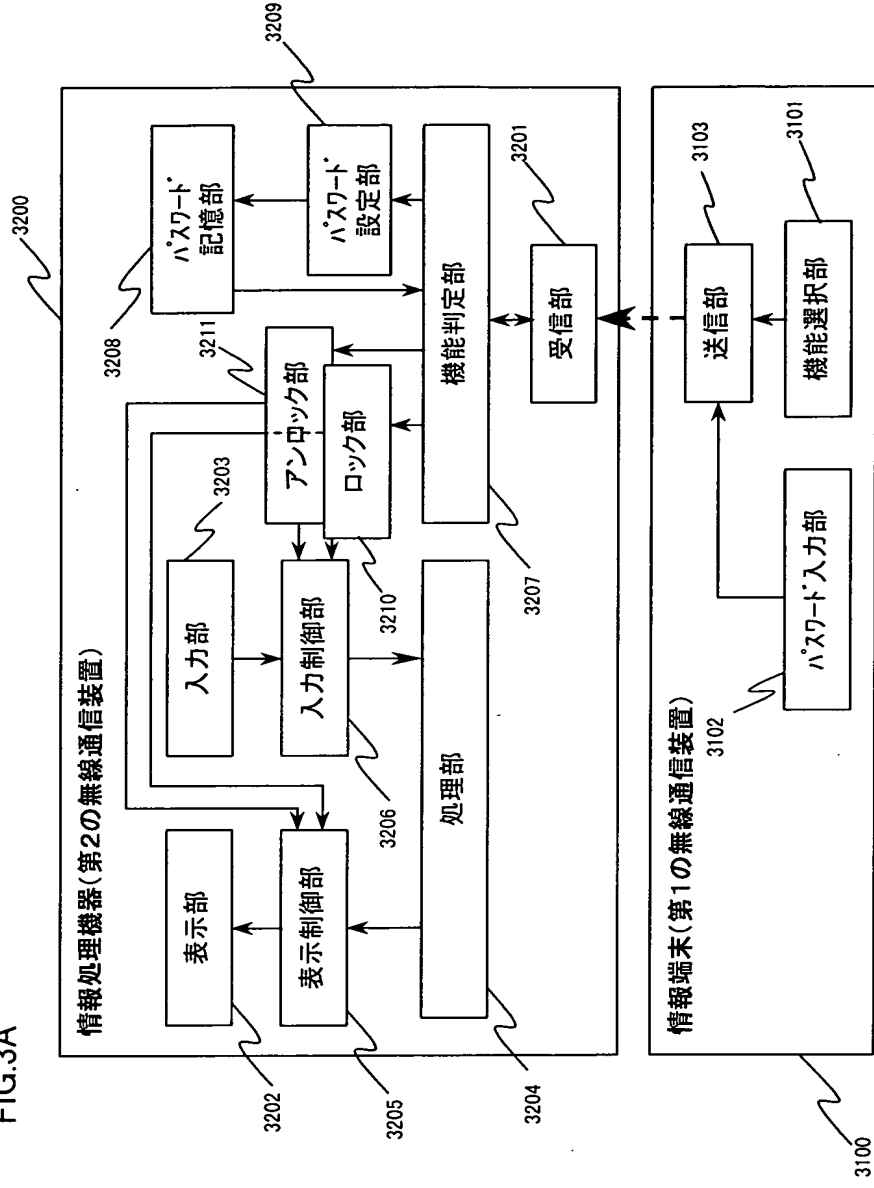 FIG.3A
情報処理機器(第2の無線通信装置)
3200
表示部
3202
入力部
3203
パスワード
記憶部
3208
表示制御部
3205
入力制御部
3206
アンロック部
3211
ロック部
3210
パスワード
設定部
3209
処理部
3204
機能判定部
3207
受信部
3201
情報端末(第1の無線通信装置)
3100
送信部
3103
パスワード入力部
3102
機能選択部
3101